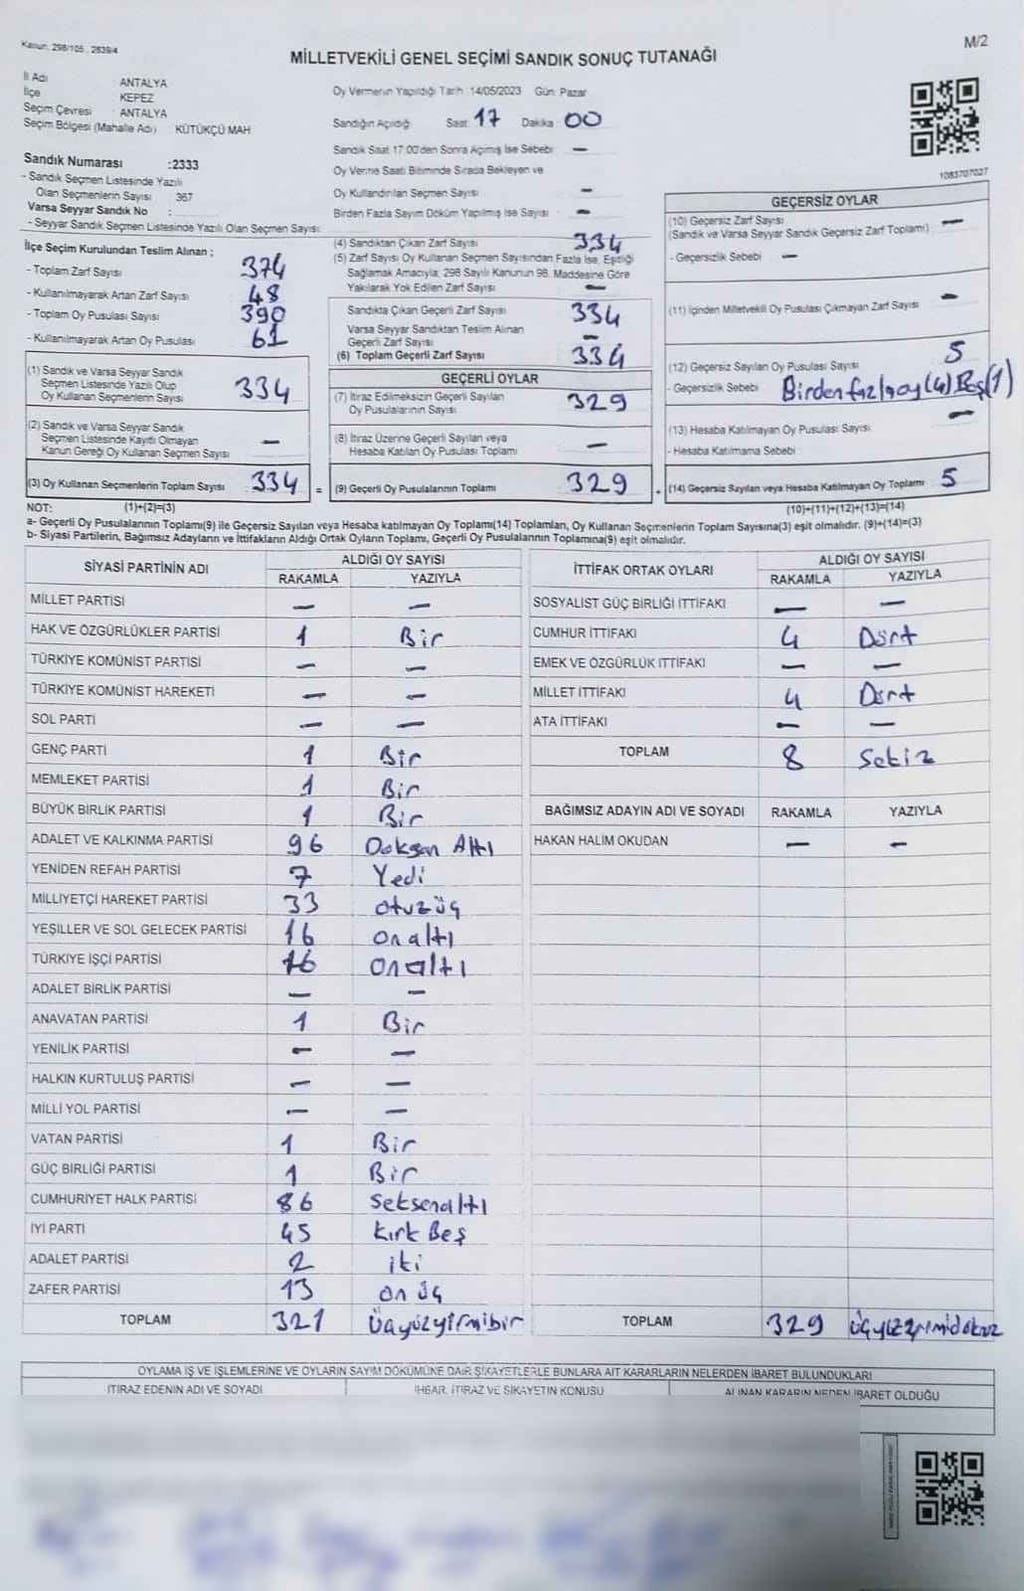 Kanun: 298/105, 2839/4
M/2
MİLLETVEKİLİ GENEL SEÇİMİ SANDIK SONUÇ TUTANAĞI
İl Adı ANTALYA
İlçe KEPEZ
Seçim Çevresi : ANTALYA
Seçim Bölgesi (Mahalle Adı) : KÜTÜKÇÜ MAH
Sandık Numarası :2333
- Sandık Seçmen Listesinde Yazılı
Olan Seçmenlerin Sayısı 367
Varsa Seyyar Sandık No :
- Seyyar Sandık Seçmen Listesinde Yazılı Olan Seçmen Sayısı:
Oy Vermenin Yapıldığı Tarih: 14/05/2023 Gün: Pazar
Sandığın Açıldığı Saat 17 Dakika 00
Sandık Saat 17.00'den Sonra Açılmış İse Sebebi —
Oy Verme Saati Bitiminde Sırada Bekleyen ve
Oy Kullandırılan Seçmen Sayısı —
Birden Fazla Sayım Döküm Yapılmış İse Sayısı —
1083707027
İlçe Seçim Kurulundan Teslim Alınan ;
- Toplam Zarf Sayısı 374
- Kullanılmayarak Artan Zarf Sayısı 48
- Toplam Oy Pusulası Sayısı 390
- Kullanılmayarak Artan Oy Pusulası 61
(1) Sandık ve Varsa Seyyar Sandık
Seçmen Listesinde Yazılı Olup
Oy Kullanan Seçmenlerin Sayısı 334
(2) Sandık ve Varsa Seyyar Sandık
Seçmen Listesinde Kayıtlı Olmayan
Kanun Gereği Oy Kullanan Seçmen Sayısı —
(3) Oy Kullanan Seçmenlerin Toplam Sayısı 334 =
(4) Sandıktan Çıkan Zarf Sayısı 334
(5) Zarf Sayısı Oy Kullanan Seçmen Sayısından Fazla İse, Eşitliği
Sağlamak Amacıyla, 298 Sayılı Kanunun 98. Maddesine Göre
Yakılarak Yok Edilen Zarf Sayısı —
Sandıkta Çıkan Geçerli Zarf Sayısı 334
Varsa Seyyar Sandıktan Teslim Alınan
Geçerli Zarf Sayısı —
(6) Toplam Geçerli Zarf Sayısı 334
GEÇERLİ OYLAR
(7) İtiraz Edilmeksizin Geçerli Sayılan
Oy Pusulalarının Sayısı 329
(8) İtiraz Üzerine Geçerli Sayılan veya
Hesaba Katılan Oy Pusulası Toplamı —
(9) Geçerli Oy Pusulalarının Toplamı 329 +
GEÇERSİZ OYLAR
(10) Geçersiz Zarf Sayısı —
(Sandık ve Varsa Seyyar Sandık Geçersiz Zarf Toplamı)
- Geçersizlik Sebebi —
(11) İçinden Milletvekili Oy Pusulası Çıkmayan Zarf Sayısı —
(12) Geçersiz Sayılan Oy Pusulası Sayısı 5
- Geçersizlik Sebebi Birden fazla oy (4) Boş (1)
(13) Hesaba Katılmayan Oy Pusulası Sayısı —
- Hesaba Katılmama Sebebi
(14) Geçersiz Sayılan veya Hesaba Katılmayan Oy Toplamı 5
NOT: (1)+(2)=(3) (10)+(11)+(12)+(13)=(14)
a- Geçerli Oy Pusulalarının Toplamı(9) ile Geçersiz Sayılan veya Hesaba katılmayan Oy Toplamı(14) Toplamları, Oy Kullanan Seçmenlerin Toplam Sayısına(3) eşit olmalıdır. (9)+(14)=(3)
b- Siyasi Partilerin, Bağımsız Adayların ve İttifakların Aldığı Ortak Oyların Toplamı, Geçerli Oy Pusulalarının Toplamına(9) eşit olmalıdır.
SİYASİ PARTİNİN ADI ALDIĞI OY SAYISI
RAKAMLA YAZIYLA
MİLLET PARTİSİ — —
HAK VE ÖZGÜRLÜKLER PARTİSİ 1 Bir
TÜRKİYE KOMÜNİST PARTİSİ — —
TÜRKİYE KOMÜNİST HAREKETİ — —
SOL PARTİ — —
GENÇ PARTİ 1 Bir
MEMLEKET PARTİSİ 1 Bir
BÜYÜK BİRLİK PARTİSİ 1 Bir
ADALET VE KALKINMA PARTİSİ 96 Doksan Altı
YENİDEN REFAH PARTİSİ 7 Yedi
MİLLİYETÇİ HAREKET PARTİSİ 33 otuzüç
YEŞİLLER VE SOL GELECEK PARTİSİ 16 on altı
TÜRKİYE İŞÇİ PARTİSİ 16 onaltı
ADALET BİRLİK PARTİSİ — —
ANAVATAN PARTİSİ 1 Bir
YENİLİK PARTİSİ — —
HALKIN KURTULUŞ PARTİSİ — —
MİLLİ YOL PARTİSİ — —
VATAN PARTİSİ 1 Bir
GÜÇ BİRLİĞİ PARTİSİ 1 Bir
CUMHURİYET HALK PARTİSİ 86 seksenaltı
İYİ PARTİ 45 kırk Beş
ADALET PARTİSİ 2 iki
ZAFER PARTİSİ 13 on üç
TOPLAM 321 üçyüzyirmibir
İTTİFAK ORTAK OYLARI ALDIĞI OY SAYISI
RAKAMLA YAZIYLA
SOSYALİST GÜÇ BİRLİĞİ İTTİFAKI — —
CUMHUR İTTİFAKI 4 Dört
EMEK VE ÖZGÜRLÜK İTTİFAKI — —
MİLLET İTTİFAKI 4 Dört
ATA İTTİFAKI — —
TOPLAM 8 Sekiz
BAĞIMSIZ ADAYIN ADI VE SOYADI RAKAMLA YAZIYLA
HAKAN HALİM OKUDAN — —
TOPLAM 329 üçyüzyirmidokuz
OYLAMA İŞ VE İŞLEMLERİNE VE OYLARIN SAYIM DÖKÜMÜNE DAİR ŞİKAYETLERLE BUNLARA AİT KARARLARIN NELERDEN İBARET BULUNDUKLARI
İTİRAZ EDENİN ADI VE SOYADI İHBAR, İTİRAZ VE ŞİKAYETİN KONUSU ALINAN KARARIN NEDEN İBARET OLDUĞU